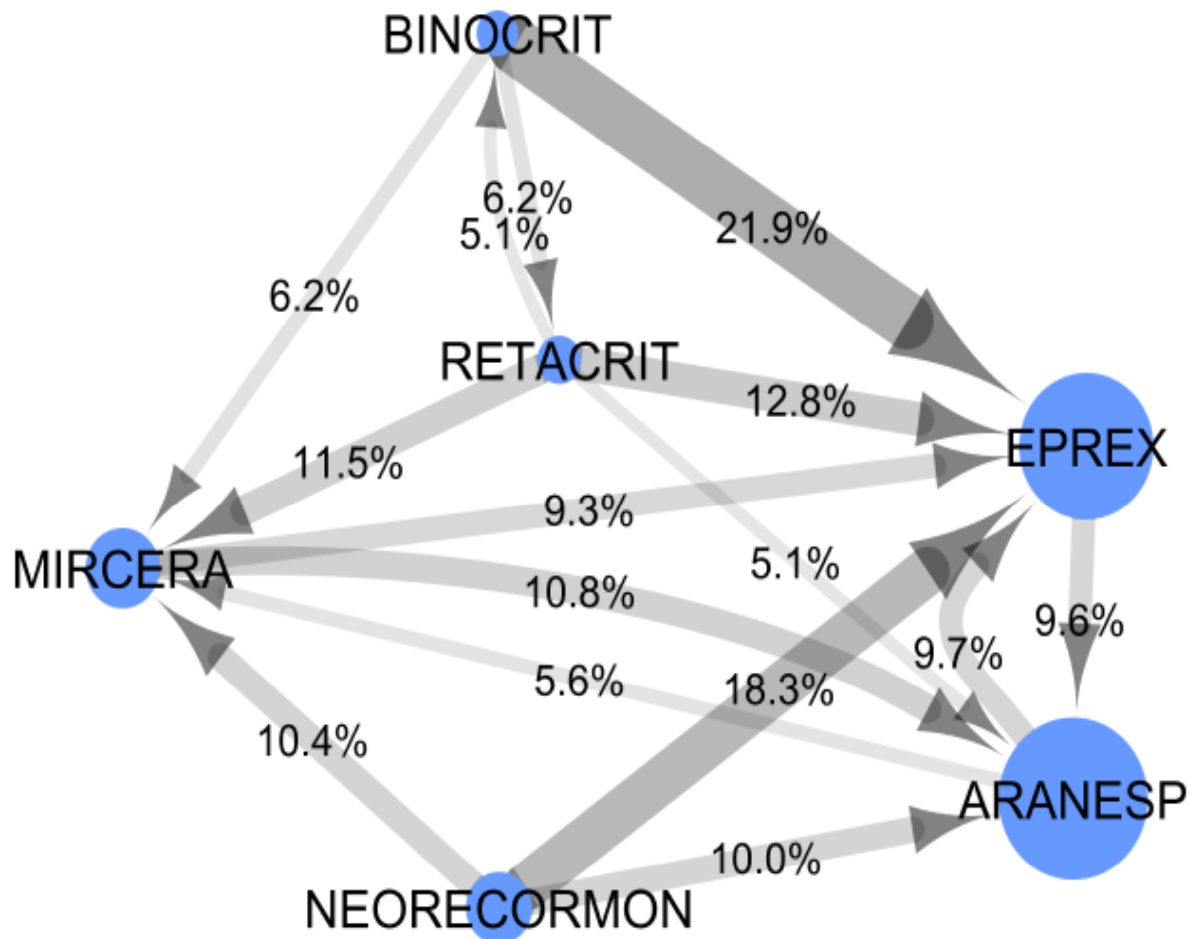 BINOCRIT
6.2%
5.1%
21.9%
6.2%
RETACRIT
12.8%
11.5%
EPREX
9.3%
MIRCERA
5.1%
10.8%
9.6%
9.7%
5.6%
18.3%
10.4%
ARANESP
10.0%
NEORECORMON